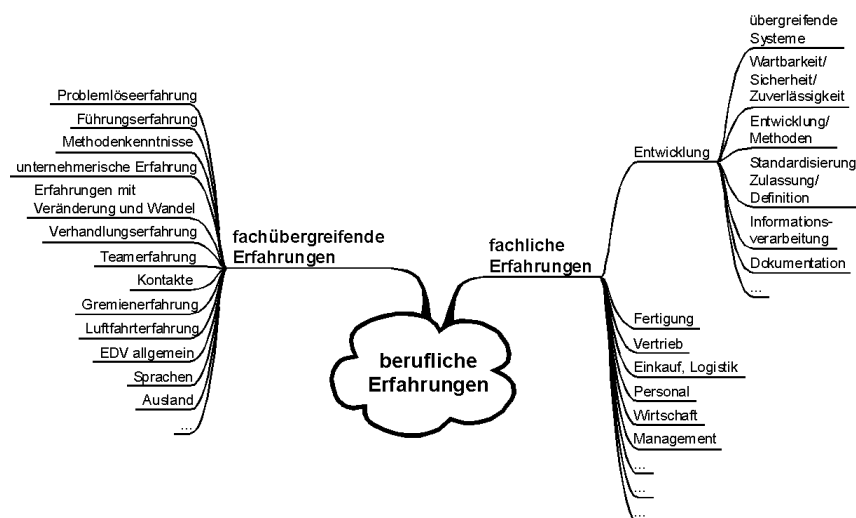 Problemlöseerfahrung
Führungserfahrung
Methodenkenntnisse
unternehmerische Erfahrung
Erfahrungen mit
Veränderung und Wandel
Verhandlungserfahrung
Teamerfahrung
Kontakte
Gremienerfahrung
Luftfahrterfahrung
EDV allgemein
Sprachen
Ausland
...
fachübergreifende
Erfahrungen
berufliche
Erfahrungen
fachliche
Erfahrungen
Entwicklung
übergreifende
Systeme
Wartbarkeit/
Sicherheit/
Zuverlässigkeit
Entwicklung/
Methoden
Standardisierung
Zulassung/
Definition
Informations-
verarbeitung
Dokumentation
...
Fertigung
Vertrieb
Einkauf, Logistik
Personal
Wirtschaft
Management
...
...
...